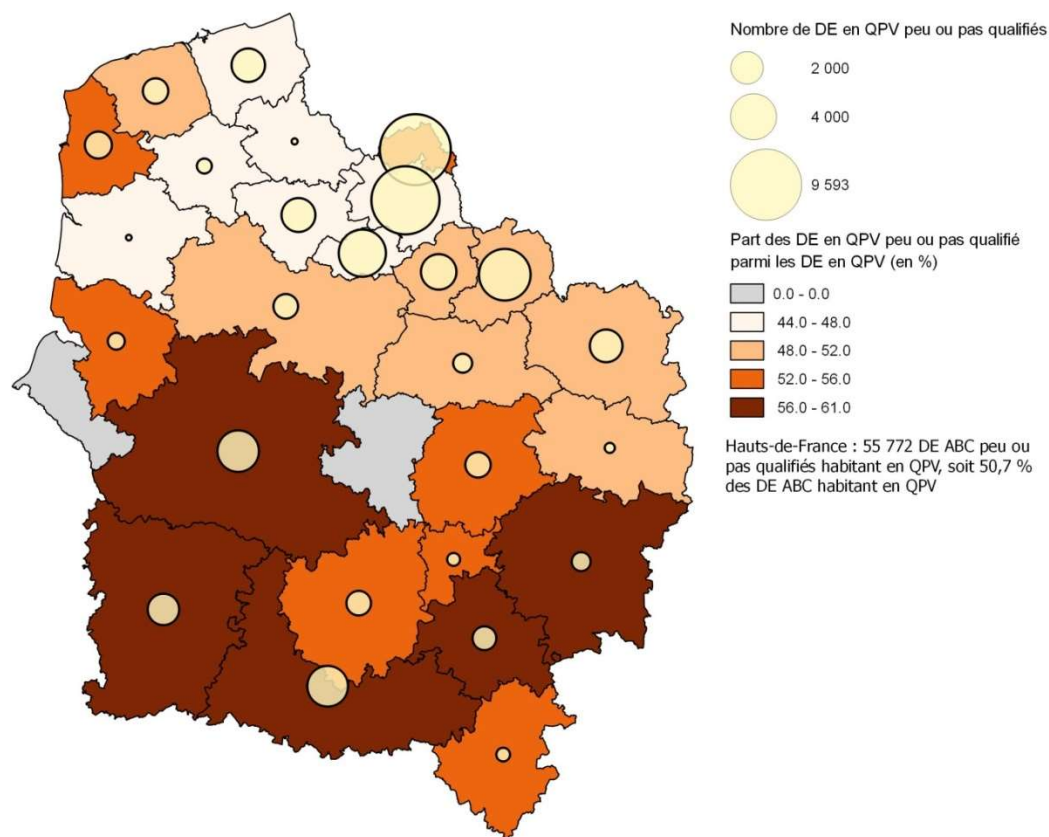 Nombre de DE en QPV peu ou pas qualifiés
2 000
4 000
9 593
Part des DE en QPV peu ou pas qualifié
parmi les DE en QPV (en %)
0.0 - 0.0
44.0 - 48.0
48.0 - 52.0
52.0 - 56.0
56.0 - 61.0
Hauts-de-France : 55 772 DE ABC peu ou
pas qualifiés habitant en QPV, soit 50,7 %
des DE ABC habitant en QPV